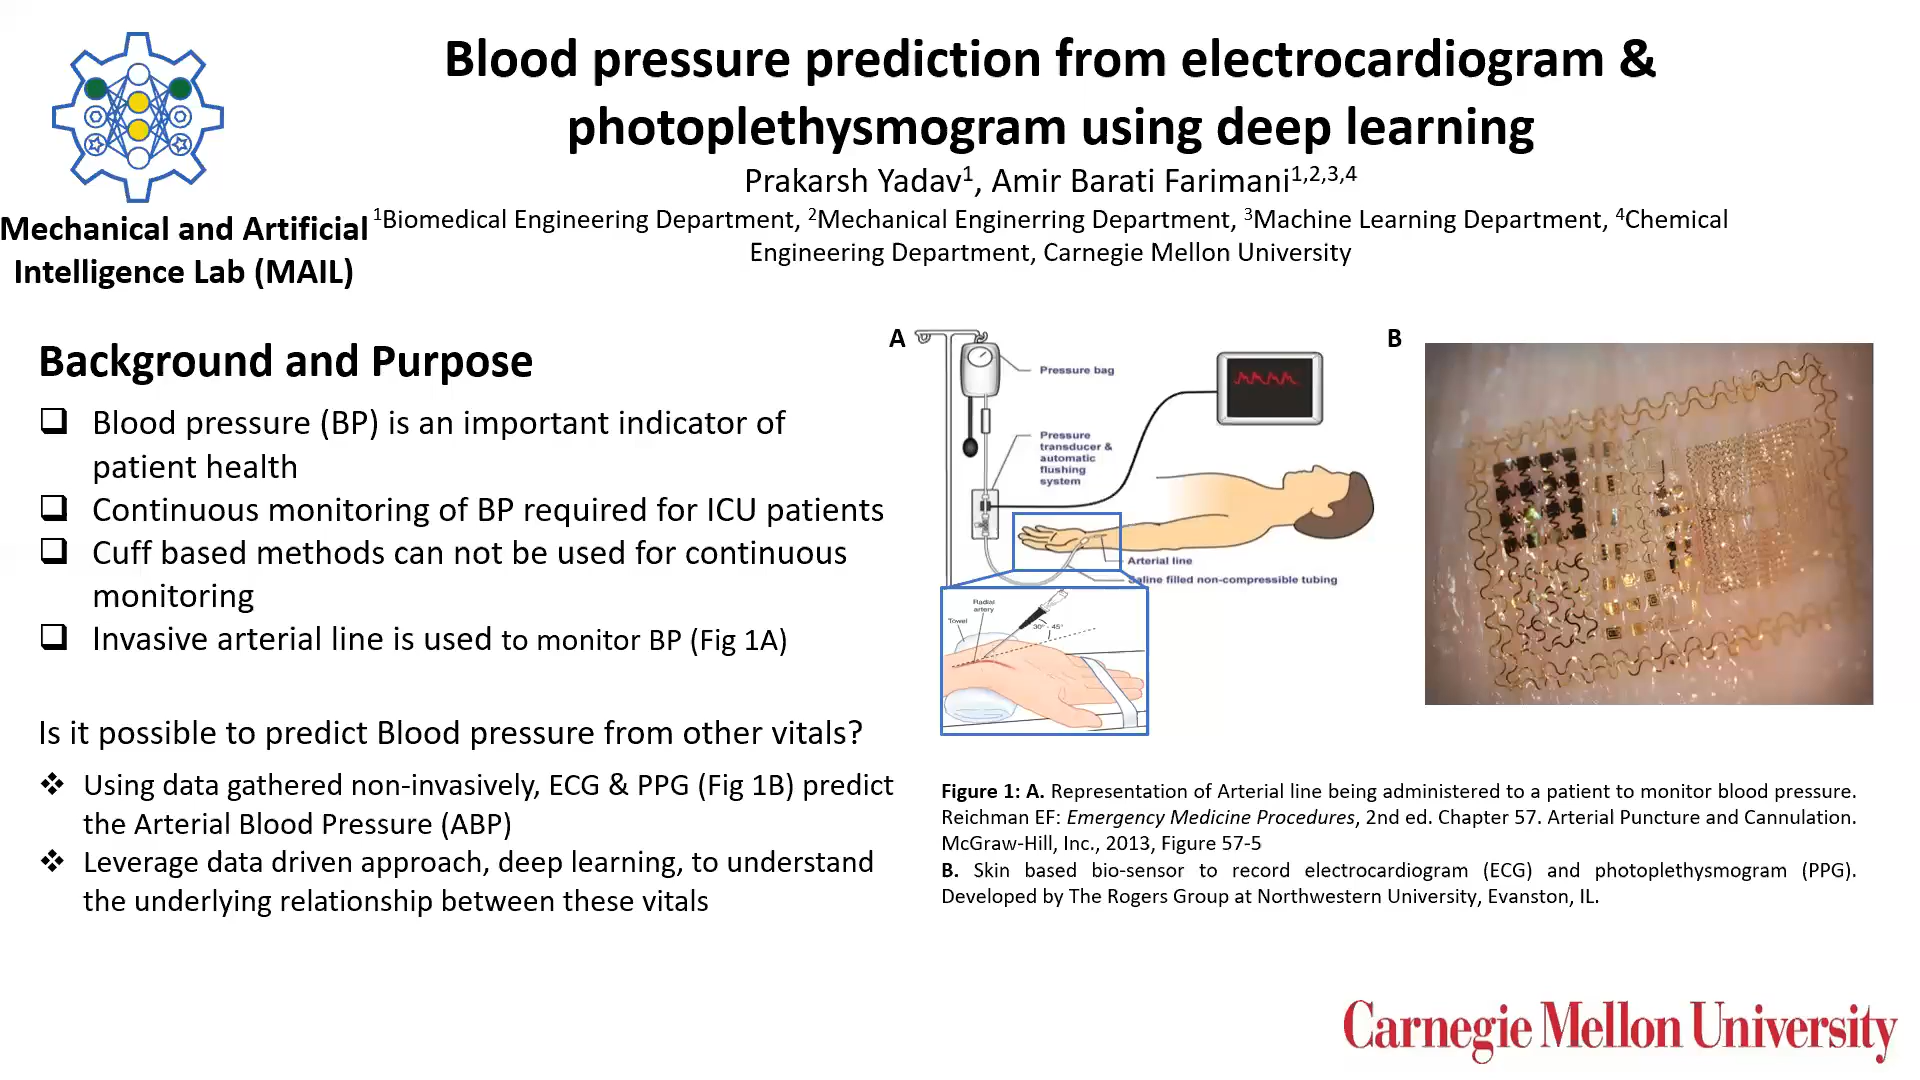 Blood pressure prediction from electrocardiogram &
photoplethysmogram using deep learning
Prakarsh Yadav1, Amir Barati Farimani1,2,3,4
1Biomedical Engineering Department, 2Mechanical Enginerring Department, 3Machine Learning Department, 4Chemical
Engineering Department, Carnegie Mellon University
Mechanical and Artificial
Intelligence Lab (MAIL)
Background and Purpose
❑ Blood pressure (BP) is an important indicator of
patient health
❑ Continuous monitoring of BP required for ICU patients
❑ Cuff based methods can not be used for continuous
monitoring
❑ Invasive arterial line is used to monitor BP (Fig 1A)
Is it possible to predict Blood pressure from other vitals?
❖ Using data gathered non-invasively, ECG & PPG (Fig 1B) predict
the Arterial Blood Pressure (ABP)
❖ Leverage data driven approach, deep learning, to understand
the underlying relationship between these vitals
A
Pressure bag
Pressure
transducer &
automatic
flushing
system
Arterial line
Saline filled non-compressible tubing
Radial
artery
Towel
30° - 45°
B
Figure 1: A. Representation of Arterial line being administered to a patient to monitor blood pressure.
Reichman EF: Emergency Medicine Procedures, 2nd ed. Chapter 57. Arterial Puncture and Cannulation.
McGraw-Hill, Inc., 2013, Figure 57-5
B. Skin based bio-sensor to record electrocardiogram (ECG) and photoplethysmogram (PPG).
Developed by The Rogers Group at Northwestern University, Evanston, IL.
Carnegie Mellon University